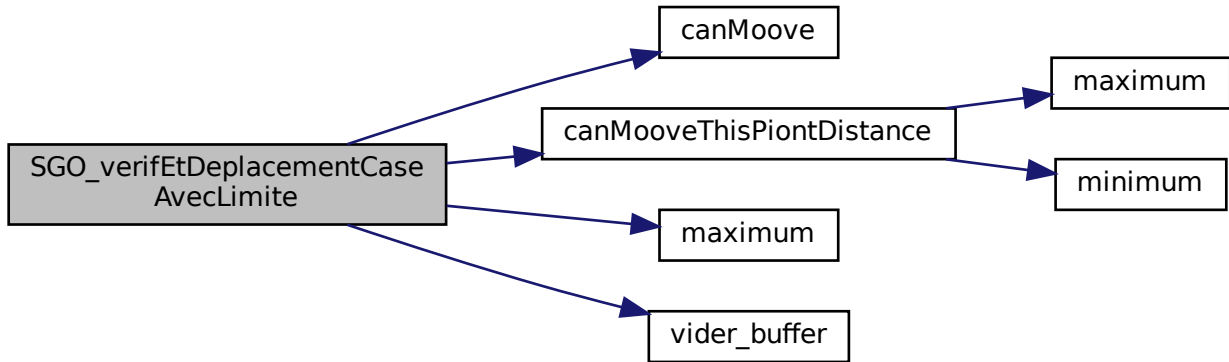 SGO_verifEtDeplacementCase
AvecLimite
canMoove
canMooveThisPiontDistance
maximum
minimum
maximum
vider_buffer